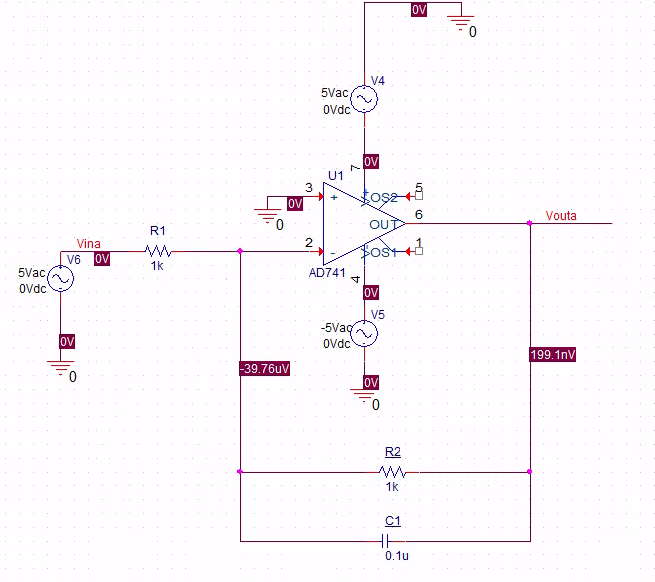 0V
0
V4
5Vac
0Vdc
0V
7
U1
3
+
OS2
5
0V
0
OUT
6
Vouta
Vina
0V
R1
1k
2
-
OS1
1
AD741
V6
5Vac
0Vdc
4
0V
V5
-5Vac
0Vdc
0V
0V
0
0
-39.76uV
199.1nV
R2
1k
C1
0.1u